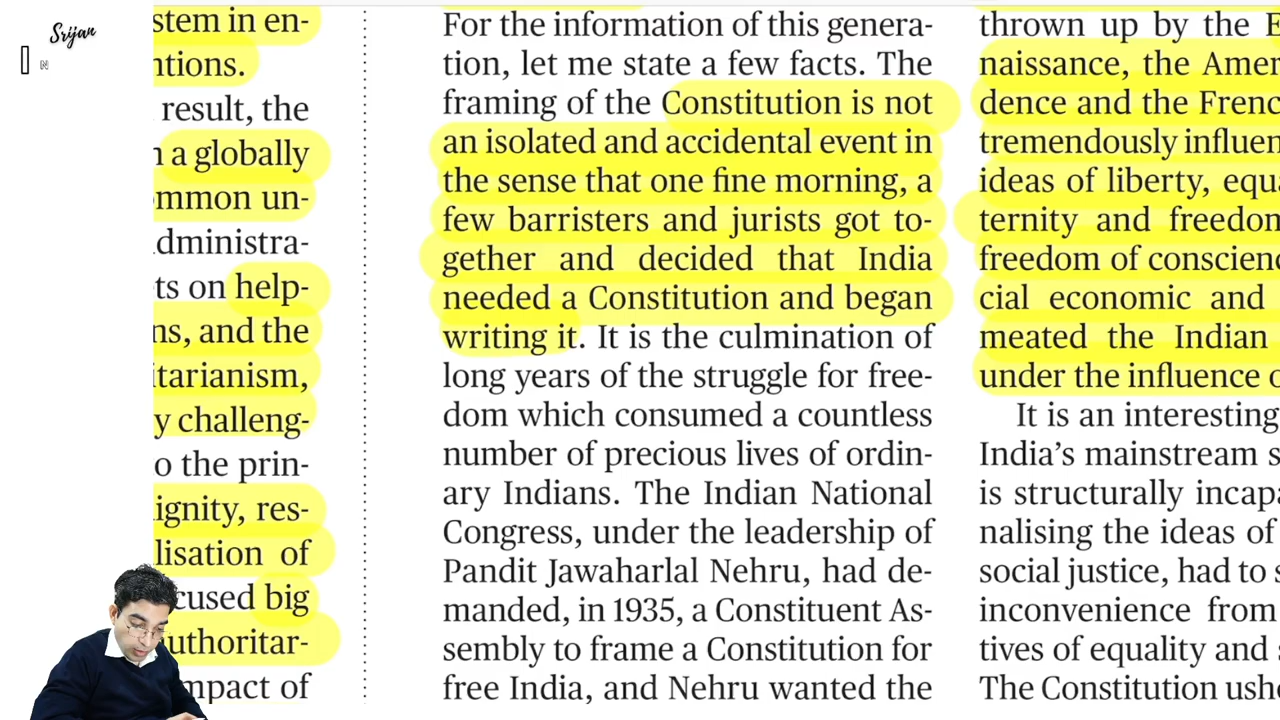 Srijan
IN
stem in en-
ntions.
result, the
a globally
mmon un-
dministra-
ts on help-
ns, and the
itarianism,
y challeng-
o the prin-
ignity, res-
lisation of
cused big
uthoritar-
mpact of
For the information of this genera-
tion, let me state a few facts. The
framing of the Constitution is not
an isolated and accidental event in
the sense that one fine morning, a
few barristers and jurists got to-
gether and decided that India
needed a Constitution and began
writing it. It is the culmination of
long years of the struggle for free-
dom which consumed a countless
number of precious lives of ordin-
ary Indians. The Indian National
Congress, under the leadership of
Pandit Jawaharlal Nehru, had de-
manded, in 1935, a Constituent As-
sembly to frame a Constitution for
free India, and Nehru wanted the
thrown up by the E
naissance, the Amer
dence and the Frenc
tremendously influen
ideas of liberty, equa
ternity and freedom
freedom of conscienc
cial economic and
meated the Indian
under the influence o
It is an interesting
India’s mainstream s
is structurally incapa
nalising the ideas of
social justice, had to s
inconvenience from
tives of equality and s
The Constitution ushe